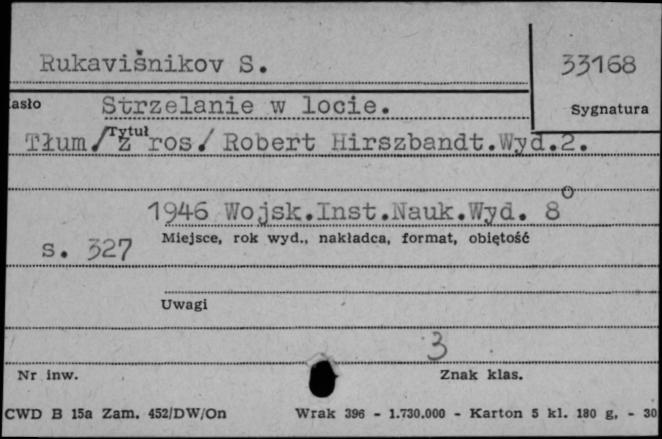 Rukavišnikov S.
33168
asło
Strzelanie w locie.
Sygnatura
Tytuł
Tłum/z ros/ Robert Hirszbandt.Wyd.2.
1946 Wojsk.Inst.Nauk.Wyd. 8°
Miejsce, rok wyd., nakładca, format, objętość
s. 327
Uwagi
3
Nr inw.
Znak klas.
CWD B 15a Zam. 452/DW/On Wrak 396 - 1.730.000 - Karton 5 kl. 180 g, - 30